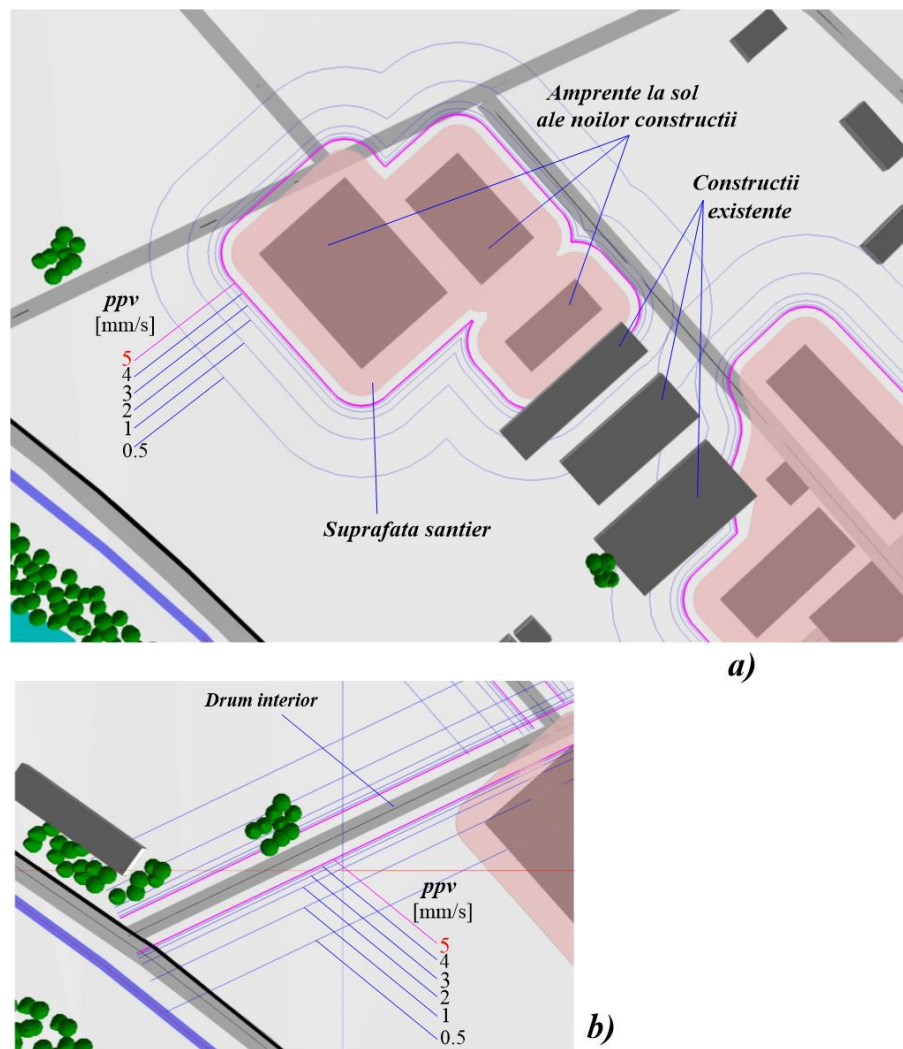 Amprente la sol
ale noilor constructii
Constructii
existente
ppv
[mm/s]
5
4
3
2
1
0.5
Suprafata santier
a)
Drum interior
ppv
[mm/s]
5
4
3
2
1
0.5
b)